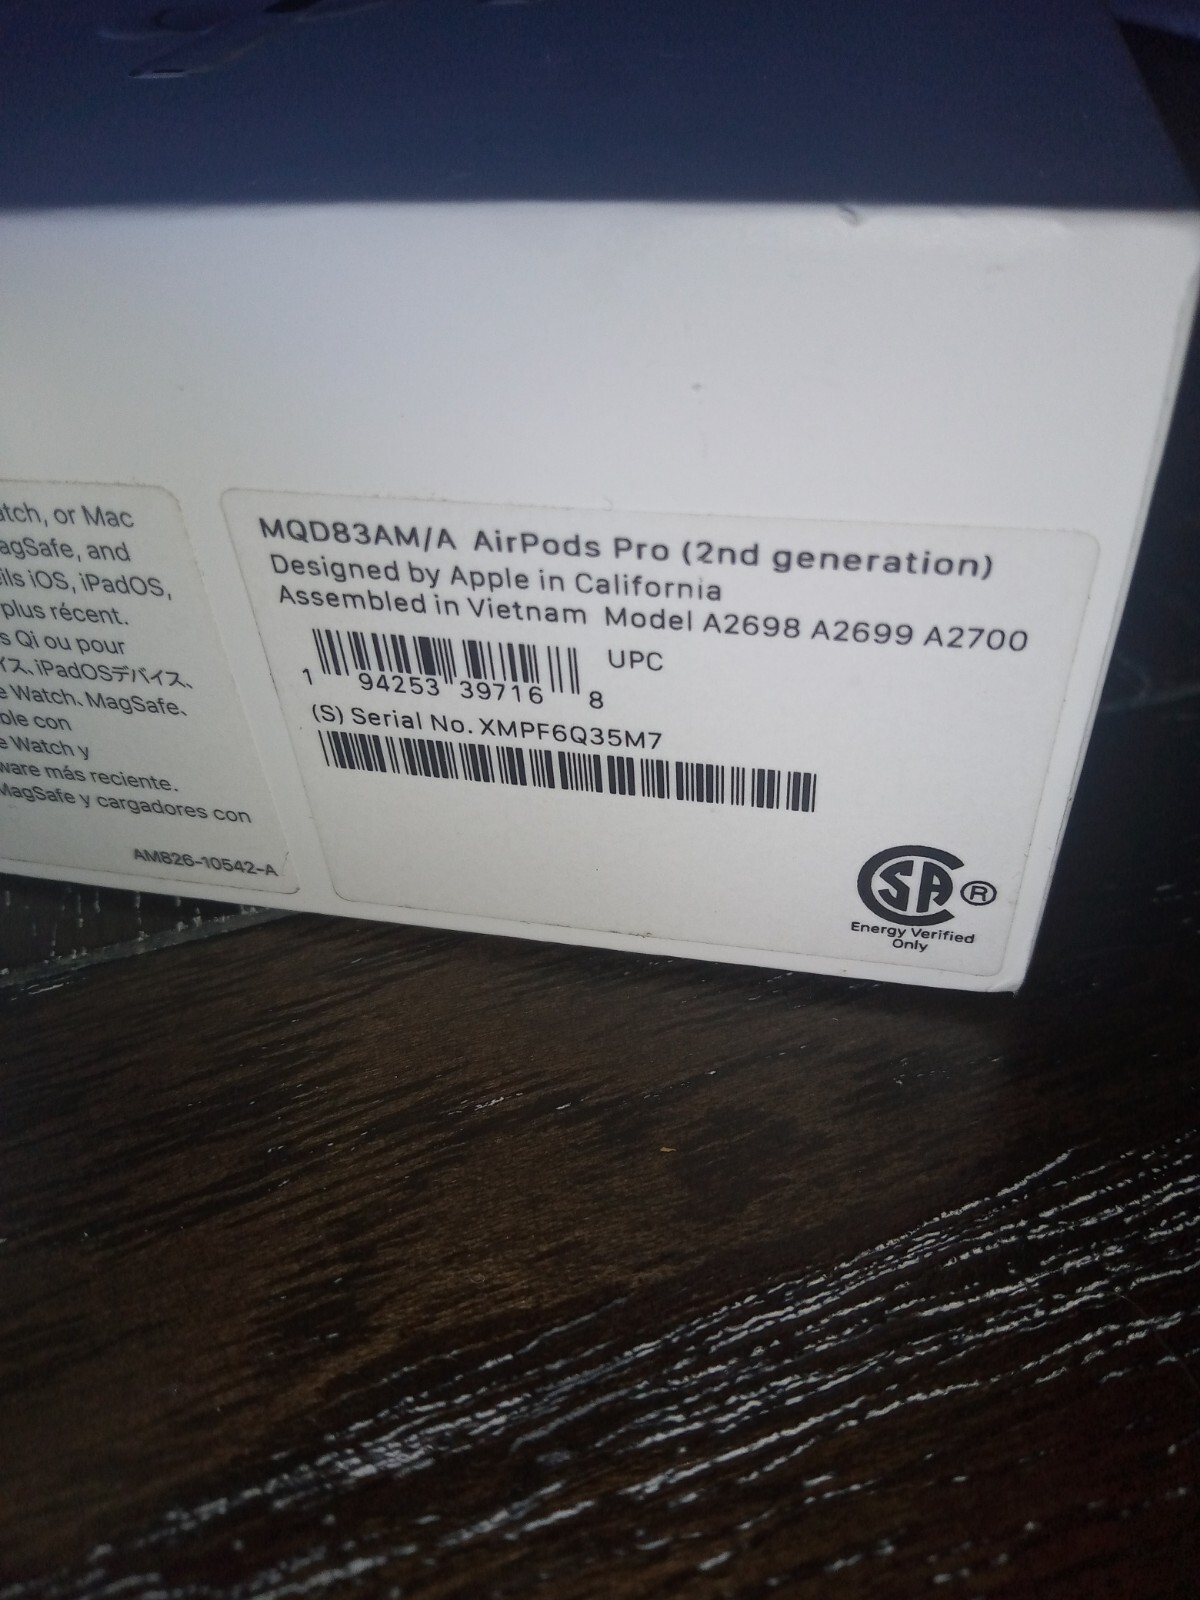 atch, or Mac
agSafe, and
ils iOS, iPadOS,
plus récent.
s Qi ou pour
イス、iPadOSデバイス、
e Watch、MagSafe、
ble con
e Watch y
ware más reciente.
MagSafe y cargadores con
AM826-10542-A
MQD83AM/A AirPods Pro (2nd generation)
Designed by Apple in California
Assembled in Vietnam Model A2698 A2699 A2700
UPC
1 94253 39716 8
(S) Serial No. XMPF6Q35M7
CSA®
Energy Verified
Only